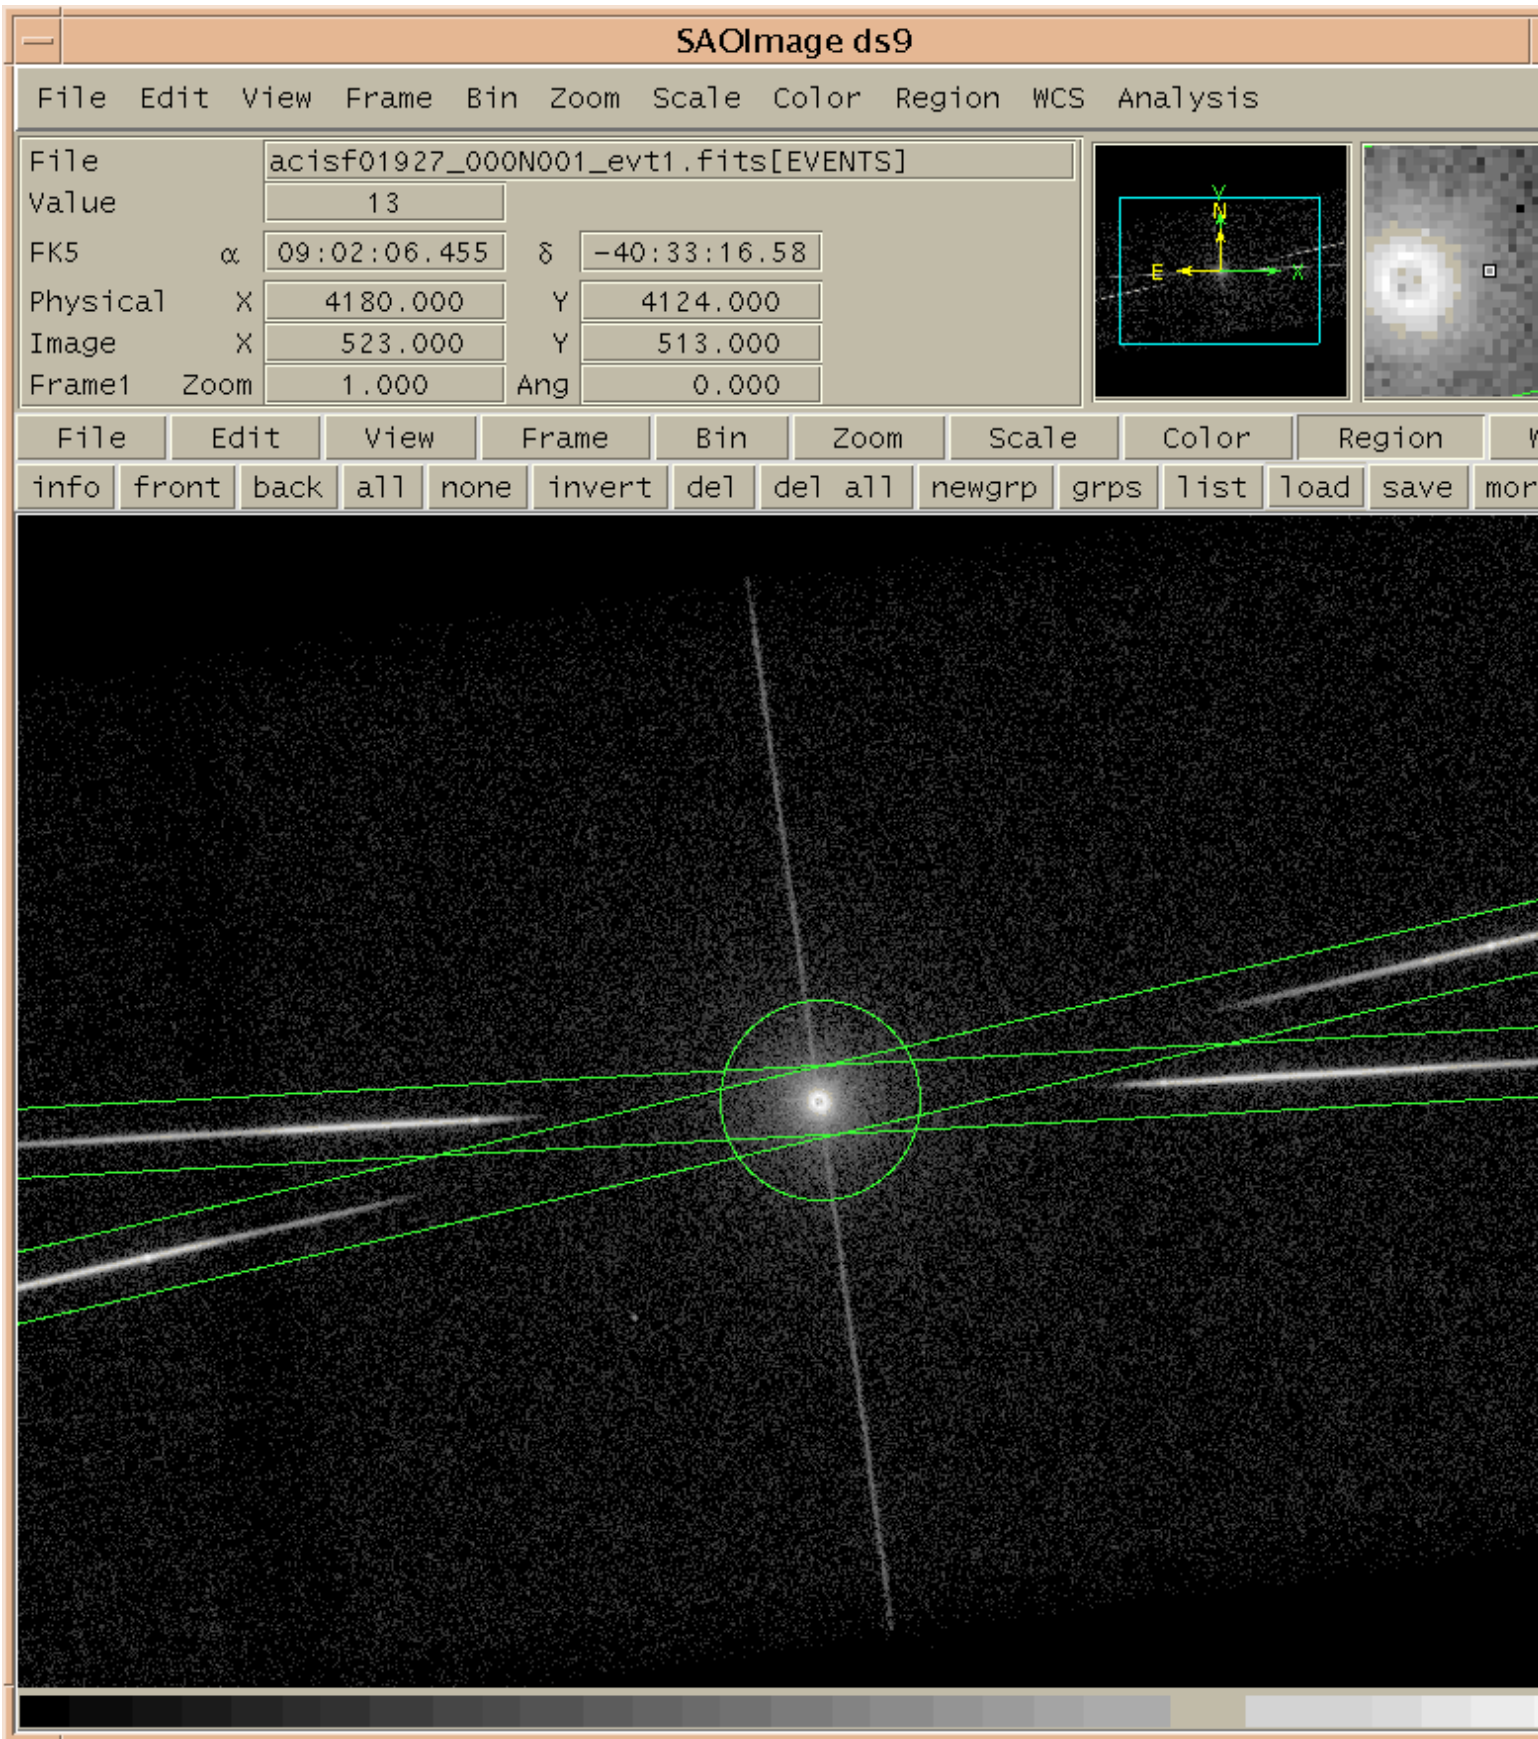 SAOImage ds9
File Edit View Frame Bin Zoom Scale Color Region WCS Analysis
File acisf01927_000N001_evt1.fits[EVENTS]
Value 13
FK5 α 09:02:06.455 δ -40:33:16.58
Physical X 4180.000 Y 4124.000
Image X 523.000 Y 513.000
Frame1 Zoom 1.000 Ang 0.000
Y
N
E X
File Edit View Frame Bin Zoom Scale Color Region
info front back all none invert del del all newgrp grps list load save mor